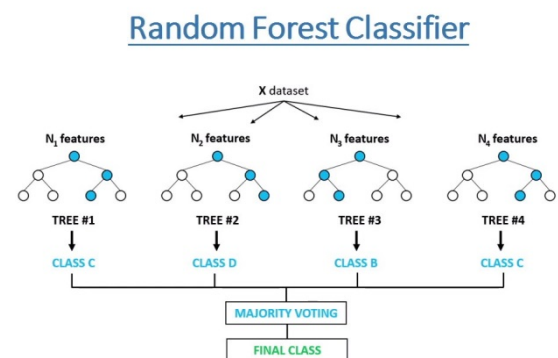 Random Forest Classifier
X dataset
N₁ features N₂ features N₃ features N₄ features
TREE #1 TREE #2 TREE #3 TREE #4
CLASS C CLASS D CLASS B CLASS C
MAJORITY VOTING
FINAL CLASS